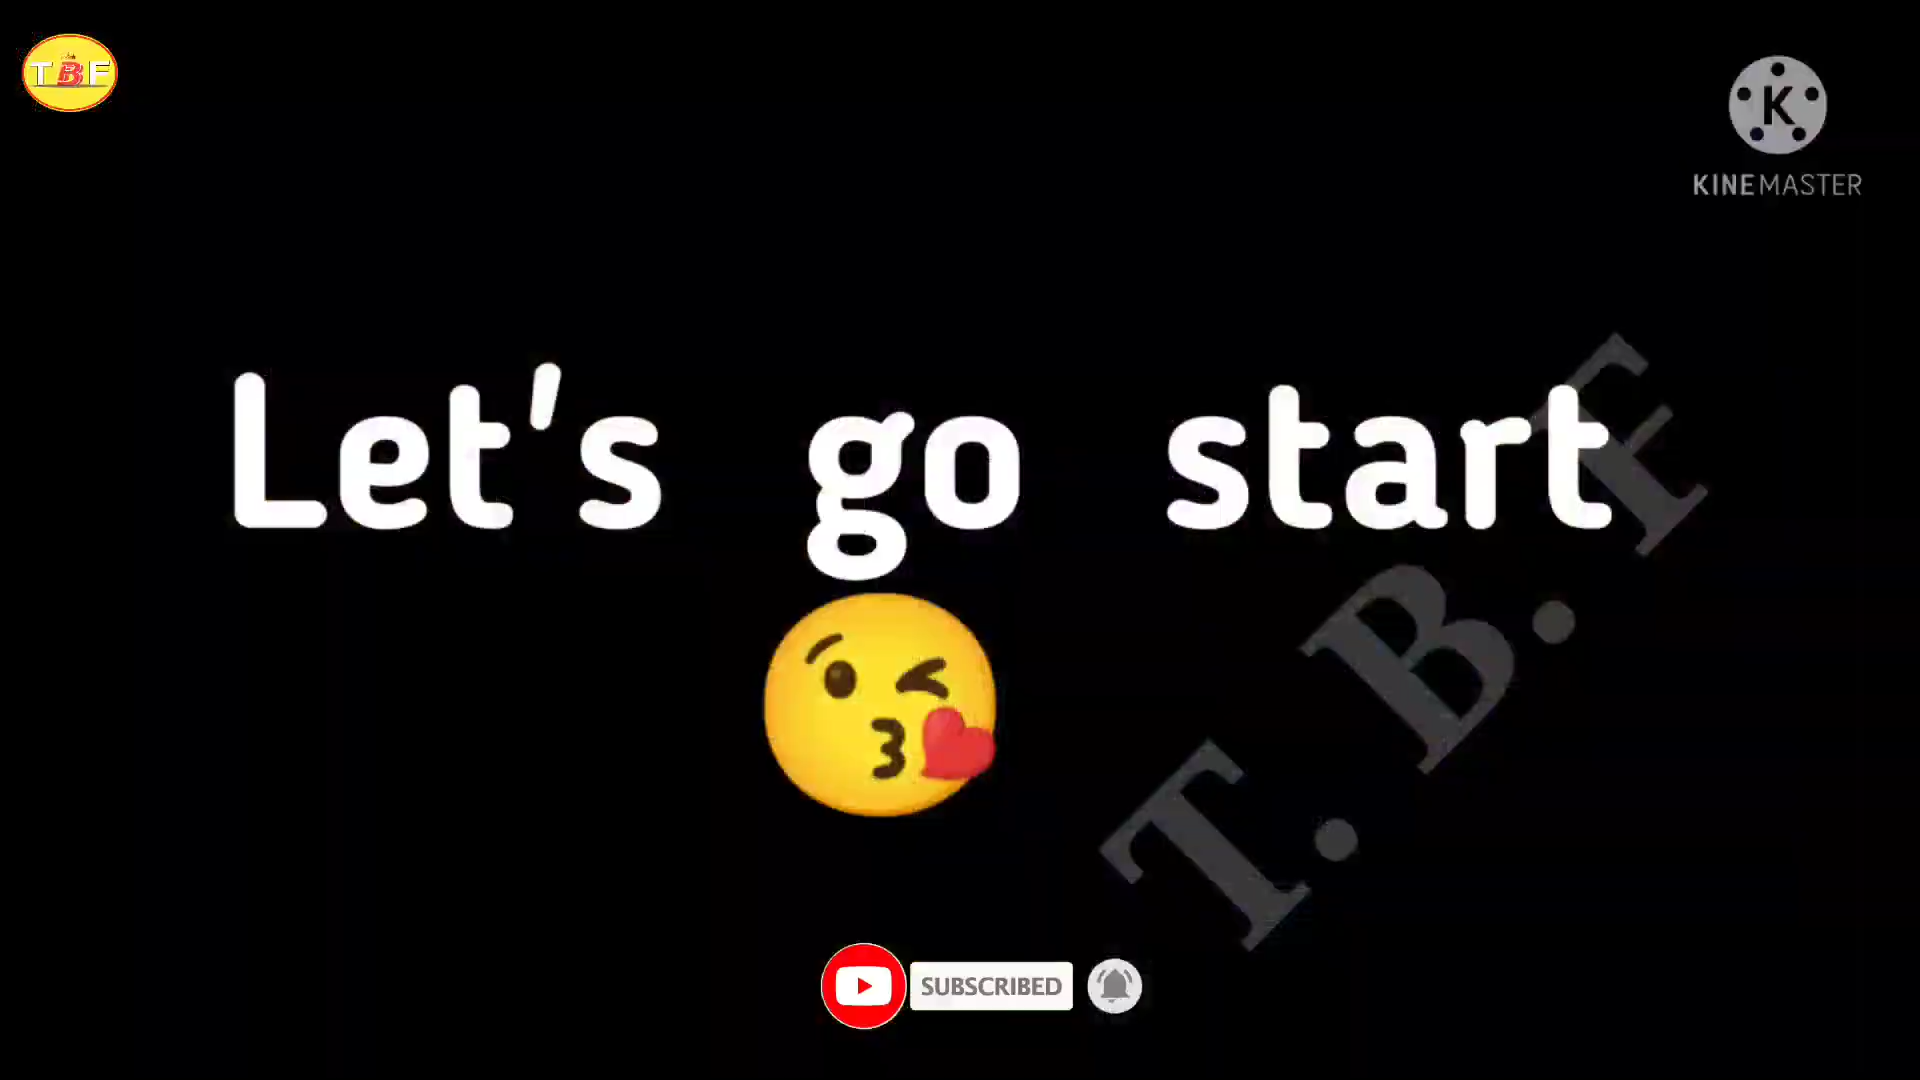 TBF
K
KINEMASTER
Let's go start
T.B.F
SUBSCRIBED